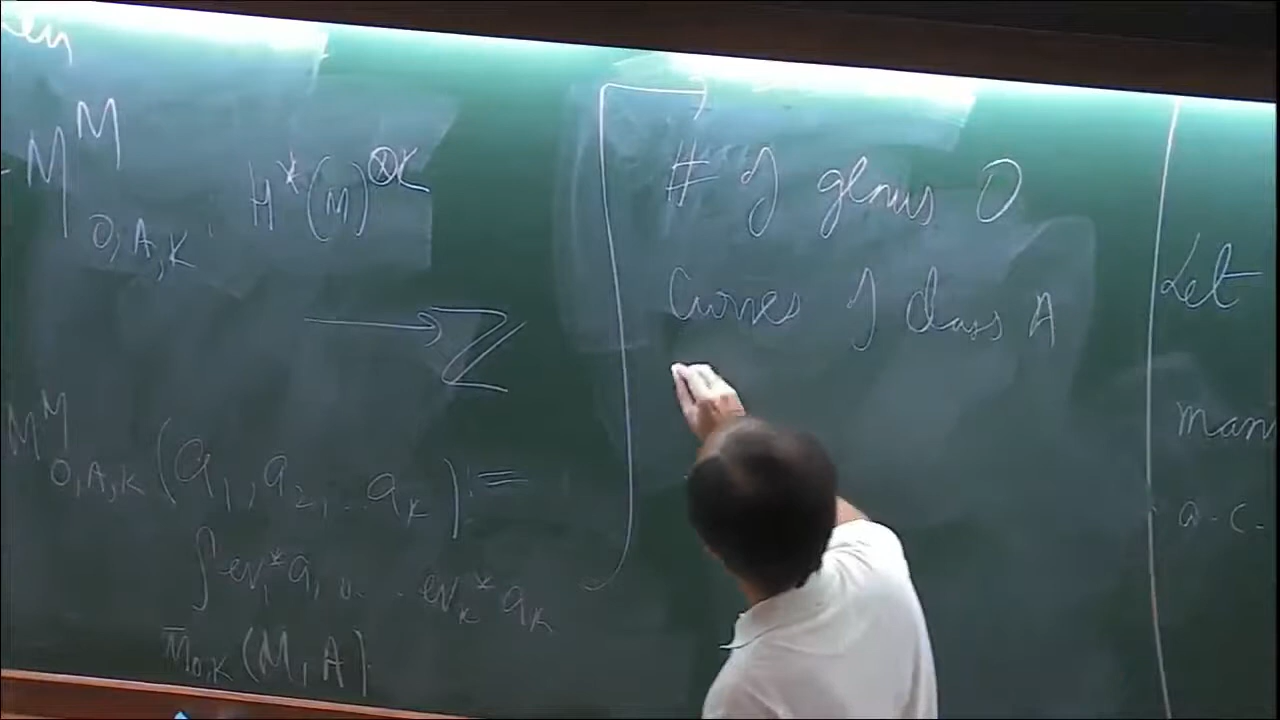 M^M_{0,A,K} : H^*(M)^{⊗K}
⟶ ℤ
M^M_{0,A,K} (a_1, a_2, .. a_K) :=
∫ ev_1^* a_1 ∪ . . ev_K^* a_K
M̄_{0,K} (M, A)
# of genus 0
Curves of class A
Let
man
a.c.